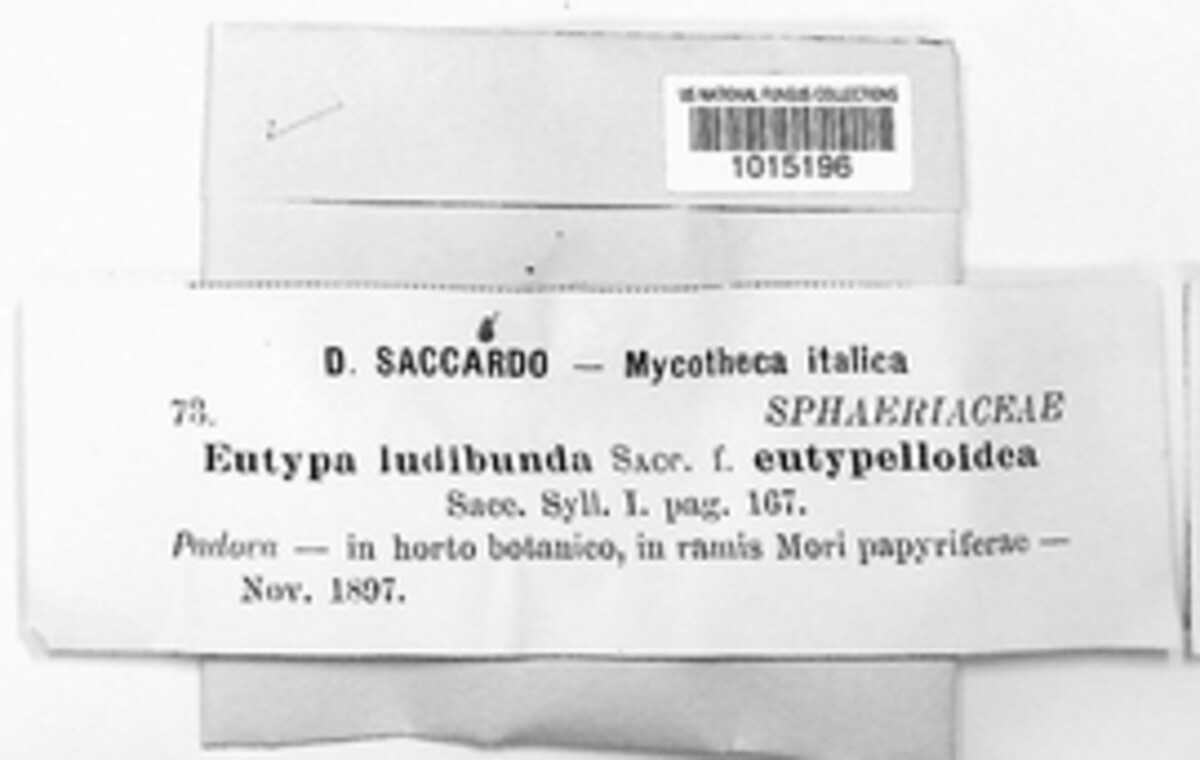 US NATIONAL FUNGUS COLLECTIONS
1015196
D. SACCARDO — Mycotheca italica
73. SPHAERIACEAE
Eutypa ludibunda Sacc. f. eutypelloidea
Sacc. Syll. I. pag. 167.
Padova — in horto botanico, in ramis Mori papyriferae —
Nov. 1897.